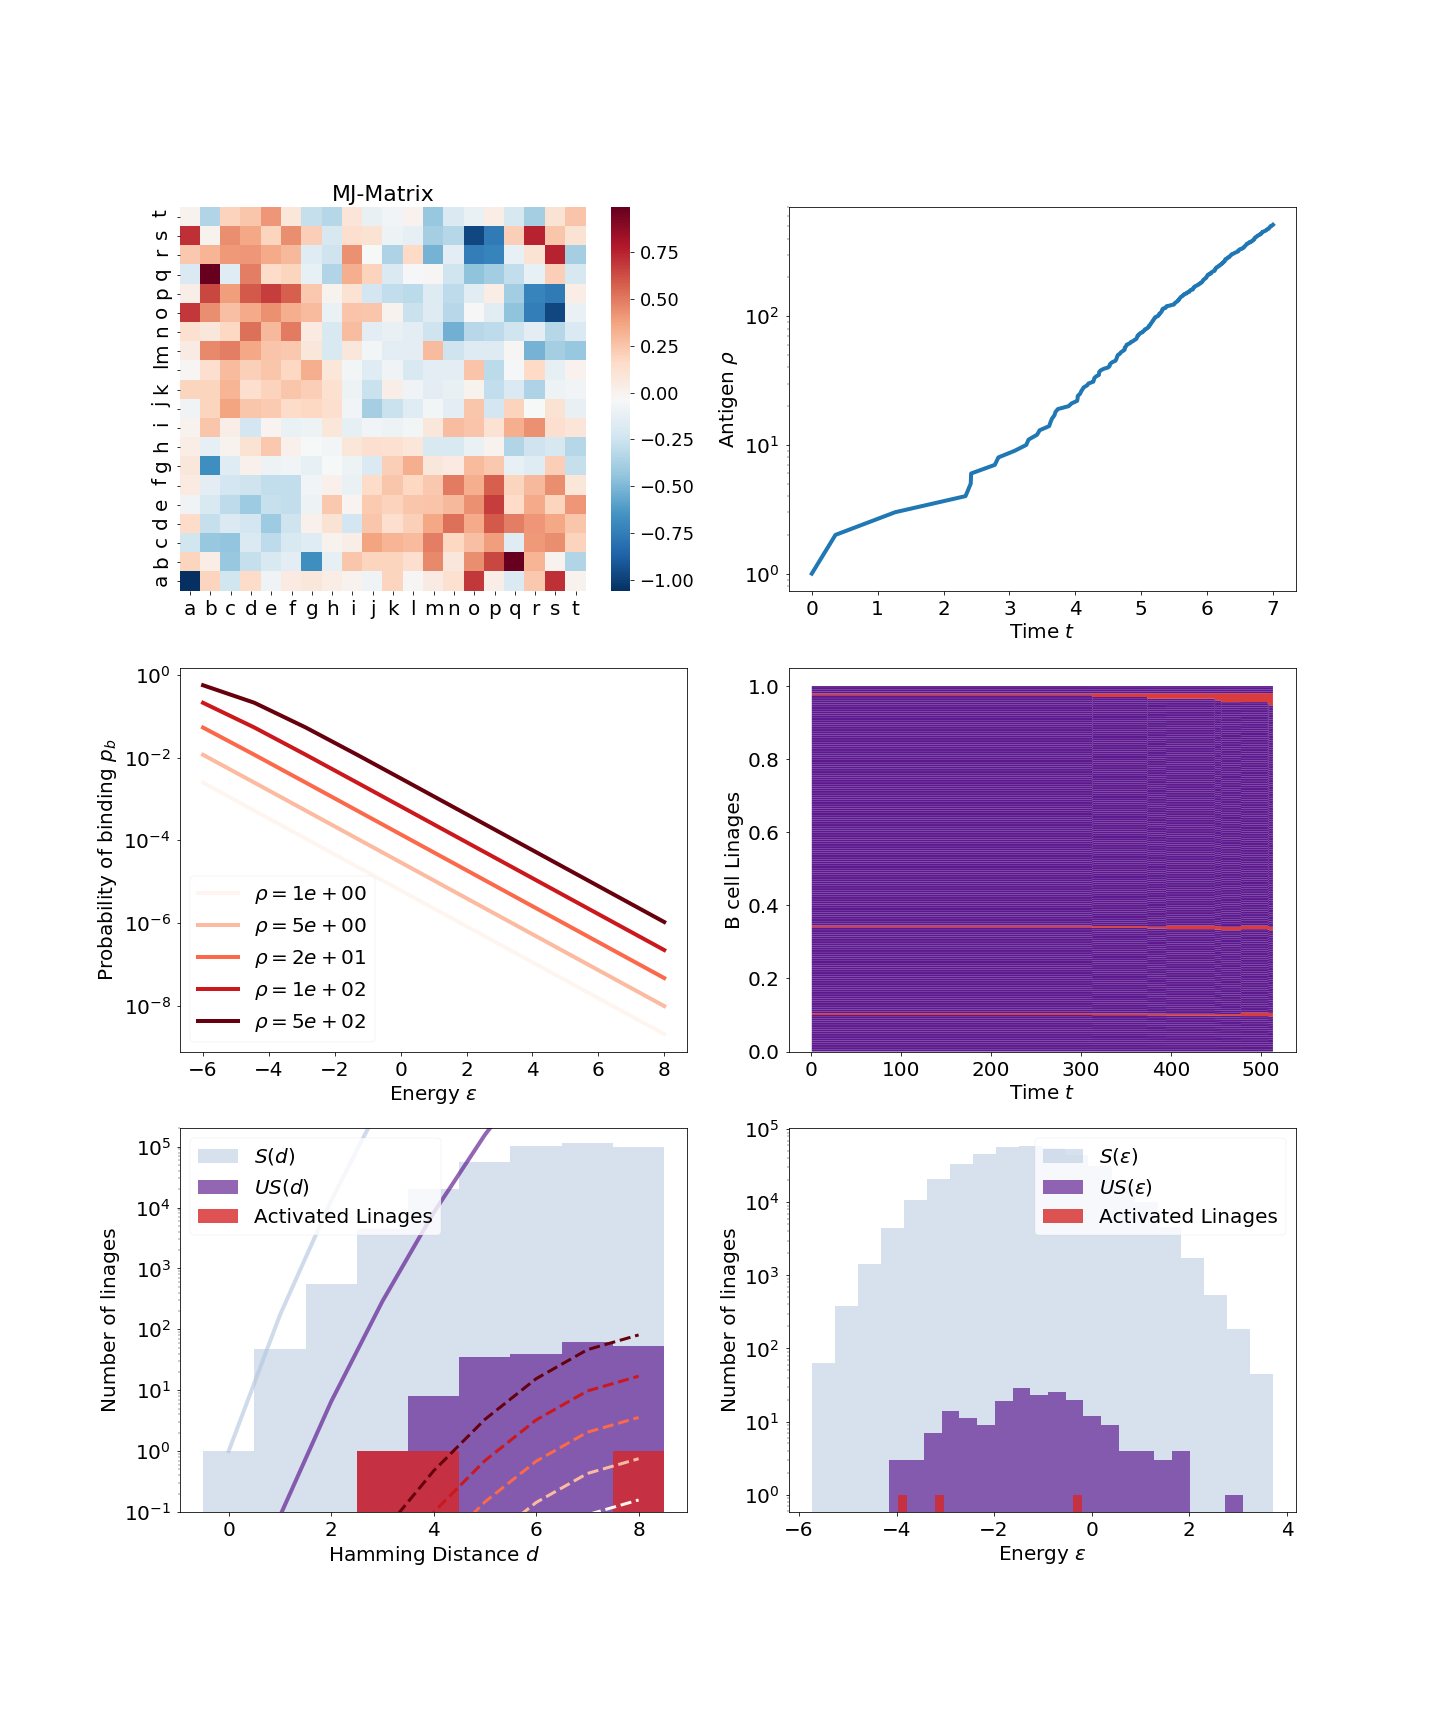 MJ-Matrix
t
s
r
q
p
o
n
m
l
k
j
i
h
g
f
e
d
c
b
a
a b c d e f g h i j k l m n o p q r s t
0.75
0.50
0.25
0.00
−0.25
−0.50
−0.75
−1.00
Antigen ρ
10²
10¹
10⁰
0 1 2 3 4 5 6 7
Time t
Probability of binding p_b
10⁰
10⁻²
10⁻⁴
10⁻⁶
10⁻⁸
ρ = 1e + 00
ρ = 5e + 00
ρ = 2e + 01
ρ = 1e + 02
ρ = 5e + 02
−6 −4 −2 0 2 4 6 8
Energy ε
B cell Linages
1.0
0.8
0.6
0.4
0.2
0.0
0 100 200 300 400 500
Time t
Number of linages
10⁵
10⁴
10³
10²
10¹
10⁰
10⁻¹
S(d)
US(d)
Activated Linages
0 2 4 6 8
Hamming Distance d
Number of linages
10⁵
10⁴
10³
10²
10¹
10⁰
S(ε)
US(ε)
Activated Linages
−6 −4 −2 0 2 4
Energy ε